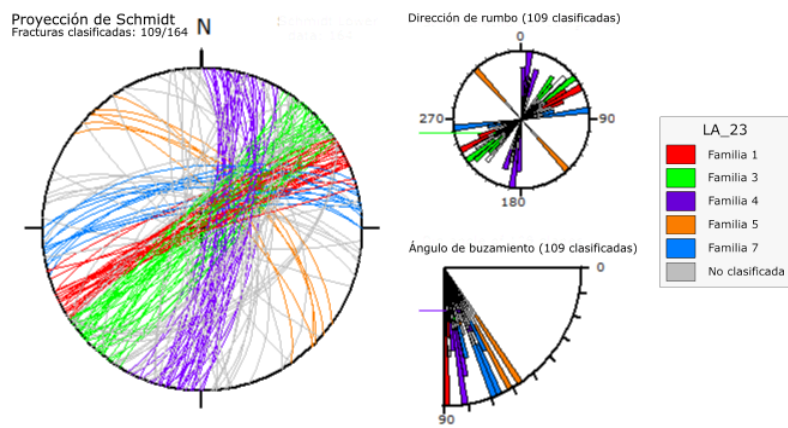 Proyección de Schmidt
Fracturas clasificadas: 109/164
N
Dirección de rumbo (109 clasificadas)
0
270
90
180
Ángulo de buzamiento (109 clasificadas)
0
90
LA_23
Familia 1
Familia 3
Familia 4
Familia 5
Familia 7
No clasificada